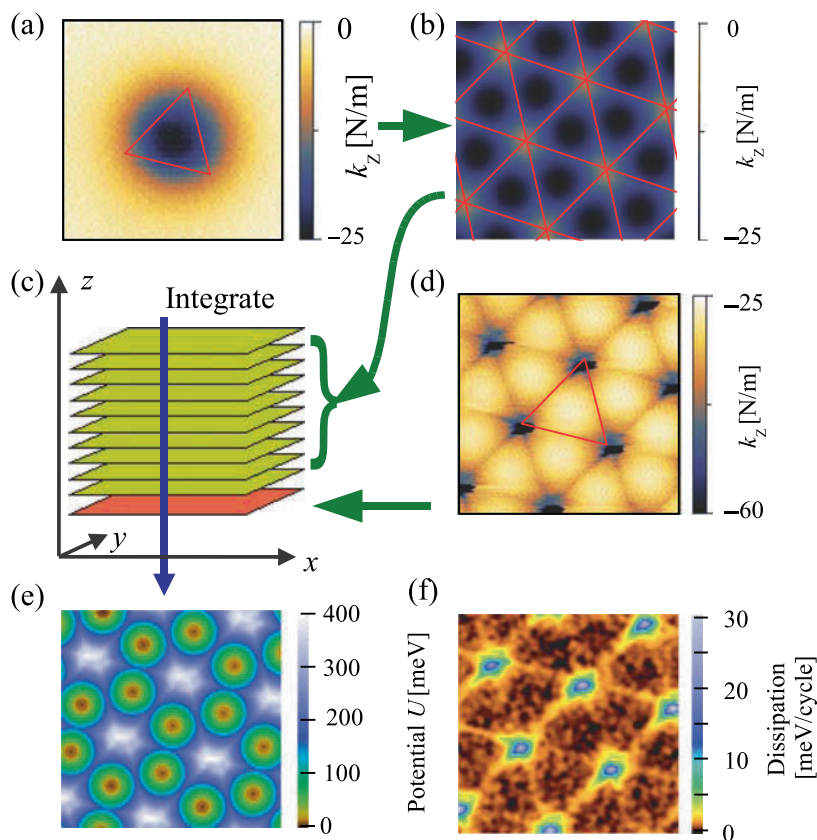 (a)
0
k_z [N/m]
−25
(b)
0
k_z [N/m]
−25
(c)
z
Integrate
y
x
(d)
−25
k_z [N/m]
−60
(e)
400
300
200
100
0
Potential U [meV]
(f)
30
20
10
0
Dissipation
[meV/cycle]